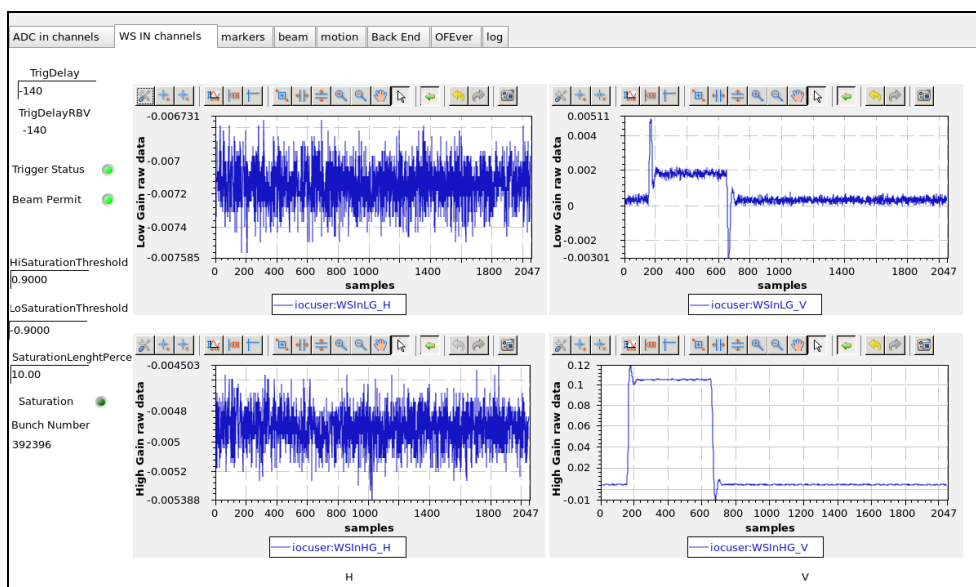 ADC in channels WS IN channels markers beam motion Back End OFEver log
TrigDelay
-140
TrigDelayRBV
-140
Trigger Status
Beam Permit
HiSaturationThreshold
0.9000
LoSaturationThreshold
-0.9000
SaturationLenghtPerce
10.00
Saturation
Bunch Number
392396
Low Gain raw data
-0.006731
-0.007
-0.0072
-0.0074
-0.007585
0 200 400 600 1000 1400 1800 2047
samples
iocuser:WSInLG_H
Low Gain raw data
0.00511
0.004
0.002
0
-0.002
-0.00301
0 200 400 600 800 1000 1400 1800 2047
samples
iocuser:WSInLG_V
High Gain raw data
-0.004503
-0.0048
-0.005
-0.0052
-0.005388
0 200 400 600 1000 1400 1800 2047
samples
iocuser:WSInHG_H
H
High Gain raw data
0.12
0.10
0.08
0.06
0.04
0.02
-0.01
0 200 400 600 800 1000 1400 1800 2047
samples
iocuser:WSInHG_V
V